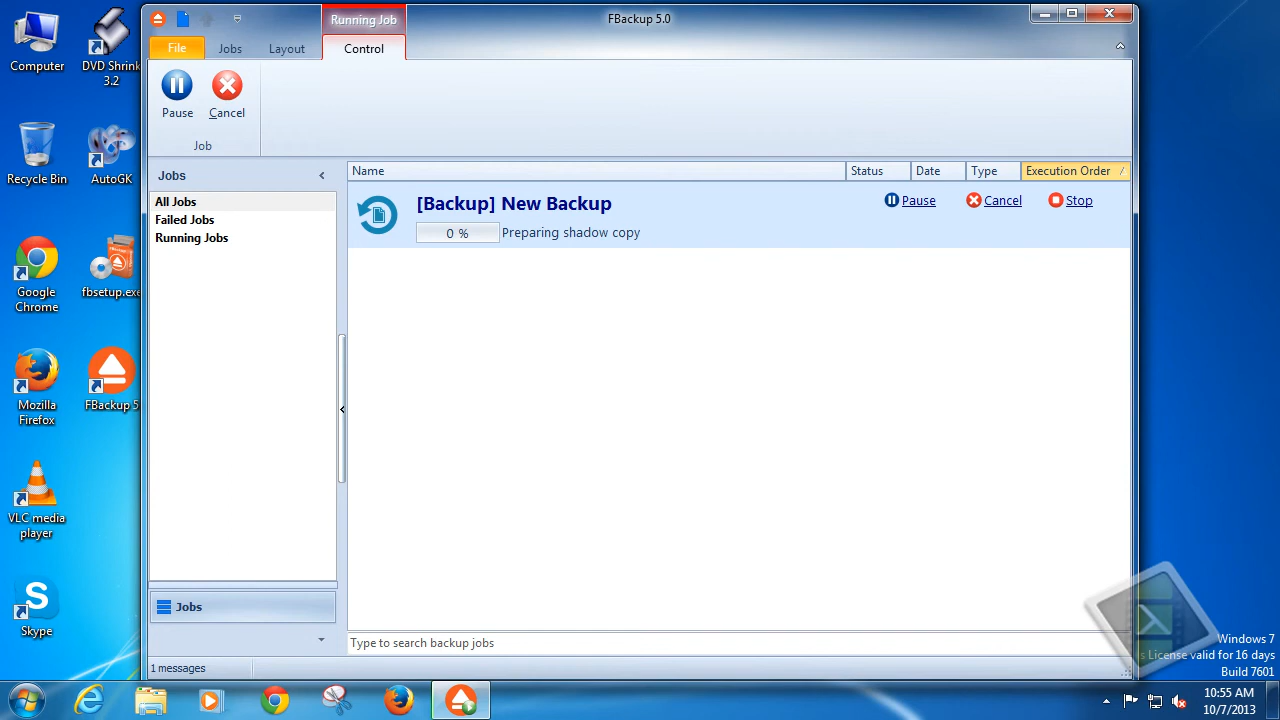 Computer
DVD Shrink
3.2
Recycle Bin
AutoGK
Google
Chrome
fbsetup.exe
Mozilla
Firefox
FBackup 5
VLC media
player
Skype
Running Job
FBackup 5.0
File
Jobs
Layout
Control
Pause
Cancel
Job
Jobs
Name
Status
Date
Type
Execution Order
All Jobs
Failed Jobs
Running Jobs
[Backup] New Backup
Pause
Cancel
Stop
0 %
Preparing shadow copy
Jobs
Type to search backup jobs
1 messages
Windows 7
License valid for 16 days
Build 7601
10:55 AM
10/7/2013